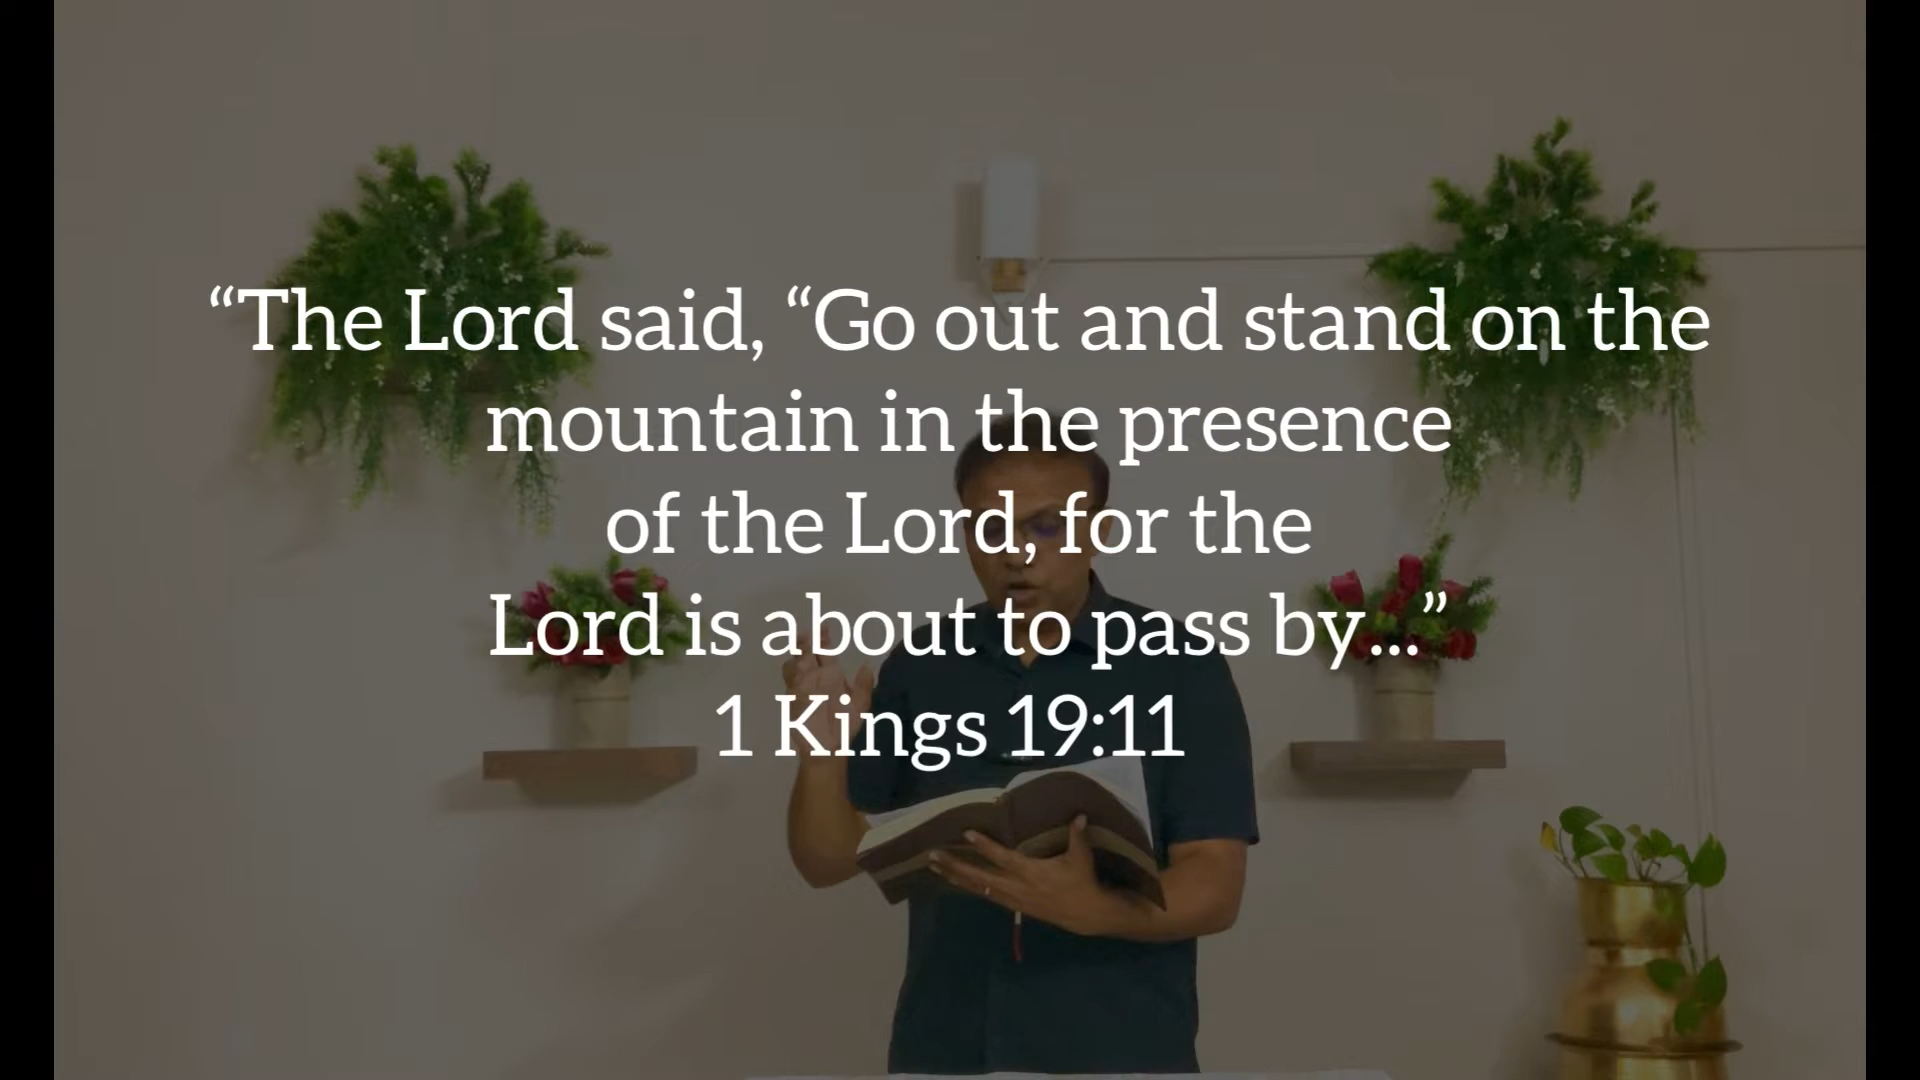 “The Lord said, “Go out and stand on the
mountain in the presence
of the Lord, for the
Lord is about to pass by...”
1 Kings 19:11